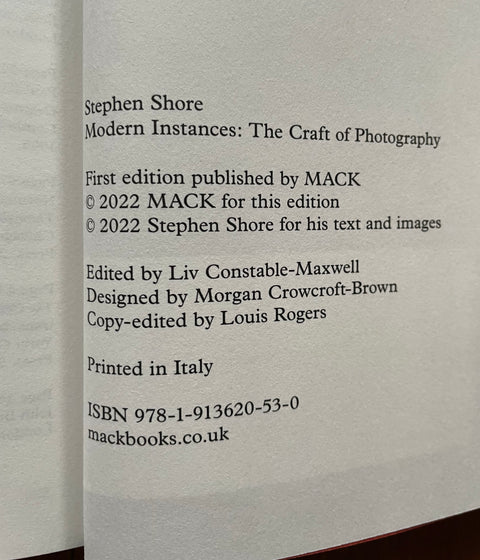 Stephen Shore
Modern Instances: The Craft of Photography
First edition published by MACK
© 2022 MACK for this edition
© 2022 Stephen Shore for his text and images
Edited by Liv Constable-Maxwell
Designed by Morgan Crowcroft-Brown
Copy-edited by Louis Rogers
Printed in Italy
ISBN 978-1-913620-53-0
mackbooks.co.uk